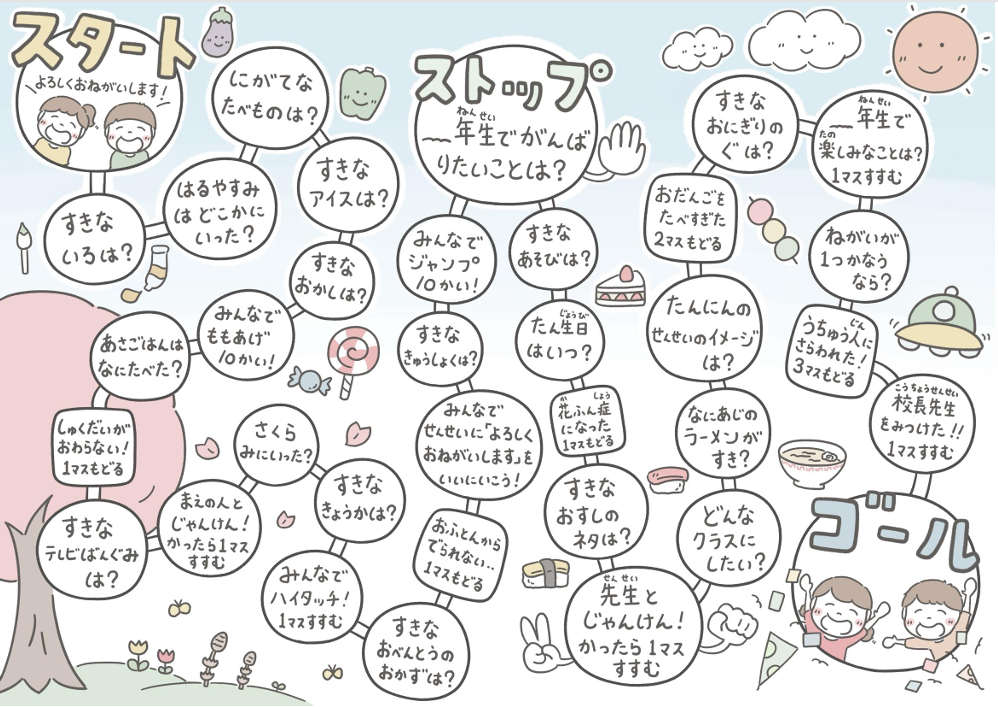 スタート
よろしくおねがいします!
すきな
いろは?
はるやすみ
は どこかに
いった?
にがてな
たべものは?
すきな
アイスは?
すきな
おかしは?
みんなで
ももあげ
10かい!
あさごはんは
なにたべた?
しゅくだいが
おわらない!
1マスもどる
すきな
テレビばんぐみ
は?
まえのんと
じゃんけん!
かったら1マス
すすむ
さくら
みにいった?
すきな
きょうかは?
みんなで
ハイタッチ!
1マスすすむ
すきな
おべんとうの
おかずは?
おふとんから
でられない..
1マスもどる
みんなで
せんせいに「よろしく
おねがいします」を
いいにいこう!
すきな
きゅうしょくは?
みんなで
ジャンプ
10かい!
ストップ
ねんせい
__年生でがんば
りたいことは?
すきな
あそびは?
じょうび
たん生日
はいつ?
か しょう
花ふん症
になった
1マスもどる
すきな
おすしの
ネタは?
せんせい
先生と
じゃんけん!
かったら 1マス
すすむ
どんな
クラスに
したい?
なにあじの
ラーメンが
すき?
たんにんの
せんせいのイメージ
は?
おだんごを
たべすぎた
2マスもどる
すきな
おにぎりの
ぐは?
ねんせい
__年生で
たの
楽しみなことは?
1マスすすむ
ねがいが
1つかなう
なら?
じん
うちゅう人に
さらわれた!
3マスもどる
こうちょうせんせい
校長先生
をみつけた!!
1マスすすむ
ゴール